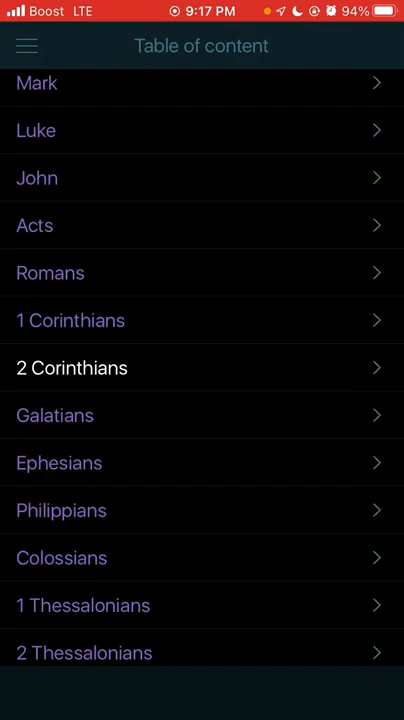 Boost LTE 9:17 PM 94%
Table of content
Mark
Luke
John
Acts
Romans
1 Corinthians
2 Corinthians
Galatians
Ephesians
Philippians
Colossians
1 Thessalonians
2 Thessalonians